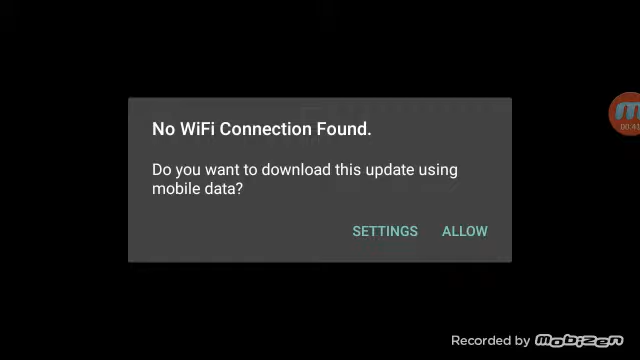 No WiFi Connection Found.
Do you want to download this update using
mobile data?
SETTINGS ALLOW
Recorded by Mobizen